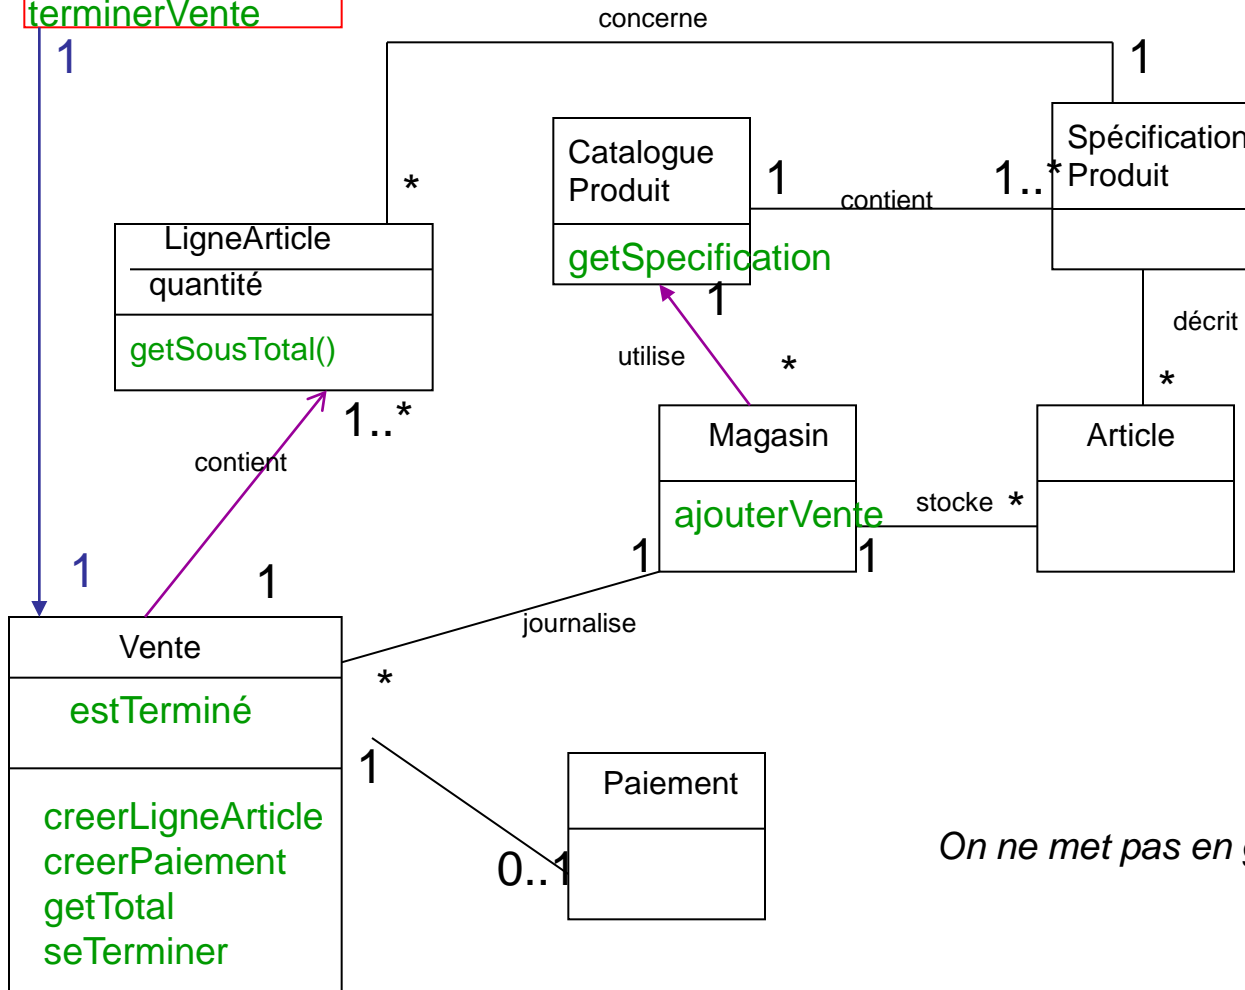 terminerVente
concerne
1
1
Catalogue
Produit
1
contient
1..*
Spécification
Produit
*
LigneArticle
quantité
getSpecification
1
getSousTotal()
utilise
*
décrit
*
1..*
contient
Magasin
Article
ajouterVente
stocke
*
1
1
1
1
journalise
Vente
*
estTerminé
1
Paiement
creerLigneArticle
creerPaiement
0..1
getTotal
seTerminer
On ne met pas en